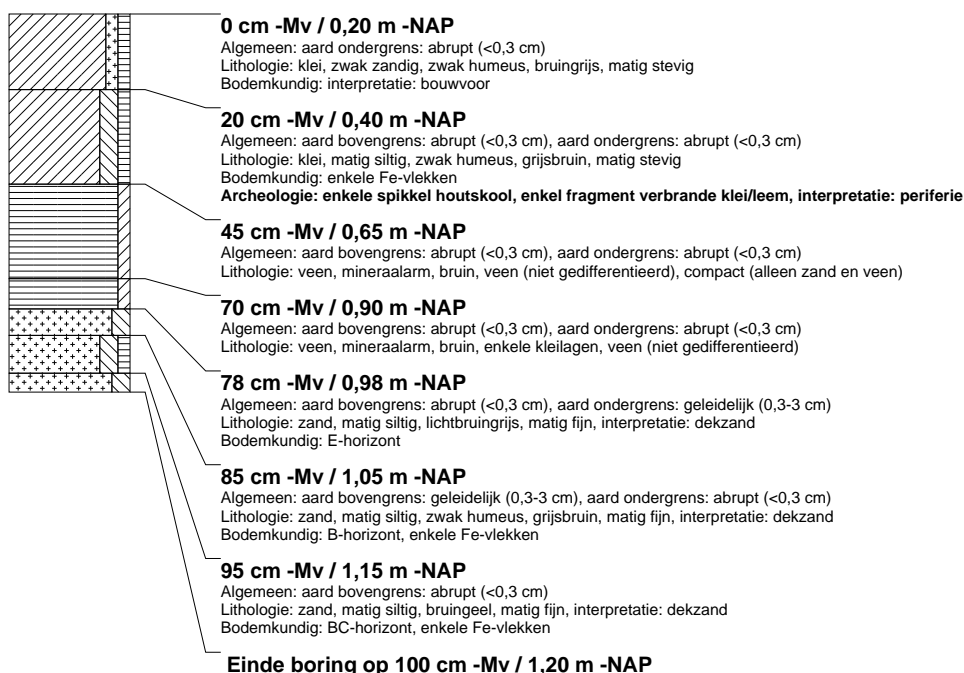 0 cm -Mv / 0,20 m -NAP
Algemeen: aard ondergrens: abrupt (<0,3 cm)
Lithologie: klei, zwak zandig, zwak humeus, bruingrijs, matig stevig
Bodemkundig: interpretatie: bouwvoor
20 cm -Mv / 0,40 m -NAP
Algemeen: aard bovengrens: abrupt (<0,3 cm), aard ondergrens: abrupt (<0,3 cm)
Lithologie: klei, matig siltig, zwak humeus, grijsbruin, matig stevig
Bodemkundig: enkele Fe-vlekken
Archeologie: enkele spikkel houtskool, enkel fragment verbrande klei/leem, interpretatie: periferie
45 cm -Mv / 0,65 m -NAP
Algemeen: aard bovengrens: abrupt (<0,3 cm), aard ondergrens: abrupt (<0,3 cm)
Lithologie: veen, mineraalarm, bruin, veen (niet gedifferentieerd), compact (alleen zand en veen)
70 cm -Mv / 0,90 m -NAP
Algemeen: aard bovengrens: abrupt (<0,3 cm), aard ondergrens: abrupt (<0,3 cm)
Lithologie: veen, mineraalarm, bruin, enkele kleilagen, veen (niet gedifferentieerd)
78 cm -Mv / 0,98 m -NAP
Algemeen: aard bovengrens: abrupt (<0,3 cm), aard ondergrens: geleidelijk (0,3-3 cm)
Lithologie: zand, matig siltig, lichtbruingrijs, matig fijn, interpretatie: dekzand
Bodemkundig: E-horizont
85 cm -Mv / 1,05 m -NAP
Algemeen: aard bovengrens: geleidelijk (0,3-3 cm), aard ondergrens: abrupt (<0,3 cm)
Lithologie: zand, matig siltig, zwak humeus, grijsbruin, matig fijn, interpretatie: dekzand
Bodemkundig: B-horizont, enkele Fe-vlekken
95 cm -Mv / 1,15 m -NAP
Algemeen: aard bovengrens: abrupt (<0,3 cm)
Lithologie: zand, matig siltig, bruingeel, matig fijn, interpretatie: dekzand
Bodemkundig: BC-horizont, enkele Fe-vlekken
Einde boring op 100 cm -Mv / 1,20 m -NAP